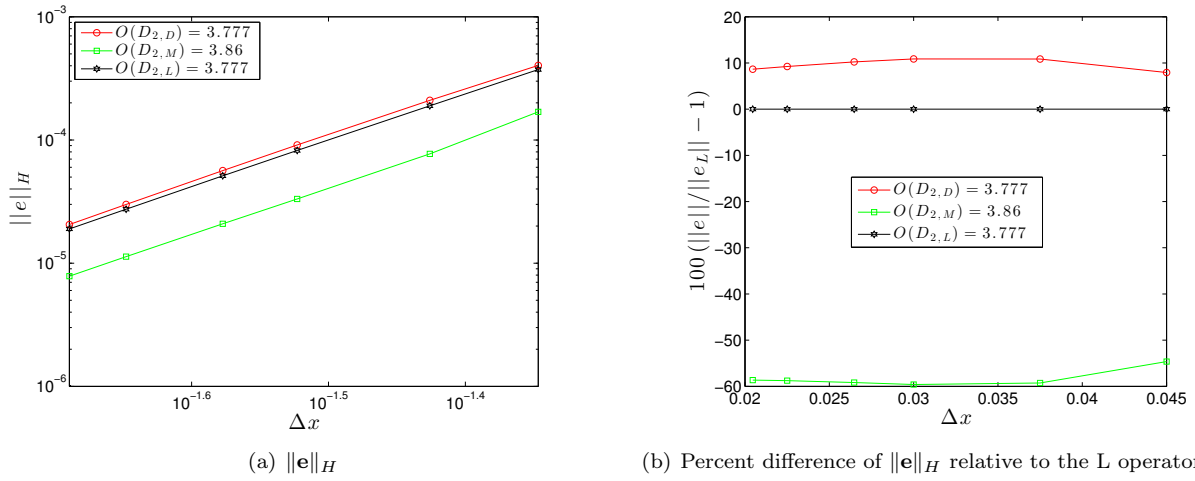 10⁻³
10⁻⁴
10⁻⁵
10⁻⁶
||e||_H
O(D_{2,D}) = 3.777
O(D_{2,M}) = 3.86
O(D_{2,L}) = 3.777
10^{-1.6}
10^{-1.5}
10^{-1.4}
Δx
(a) ‖e‖_H
20
10
0
−10
−20
−30
−40
−50
−60
100 (||e||/||e_L|| − 1)
O(D_{2,D}) = 3.777
O(D_{2,M}) = 3.86
O(D_{2,L}) = 3.777
0.02
0.025
0.03
0.035
0.04
0.045
Δx
(b) Percent difference of ‖e‖_H relative to the L operator